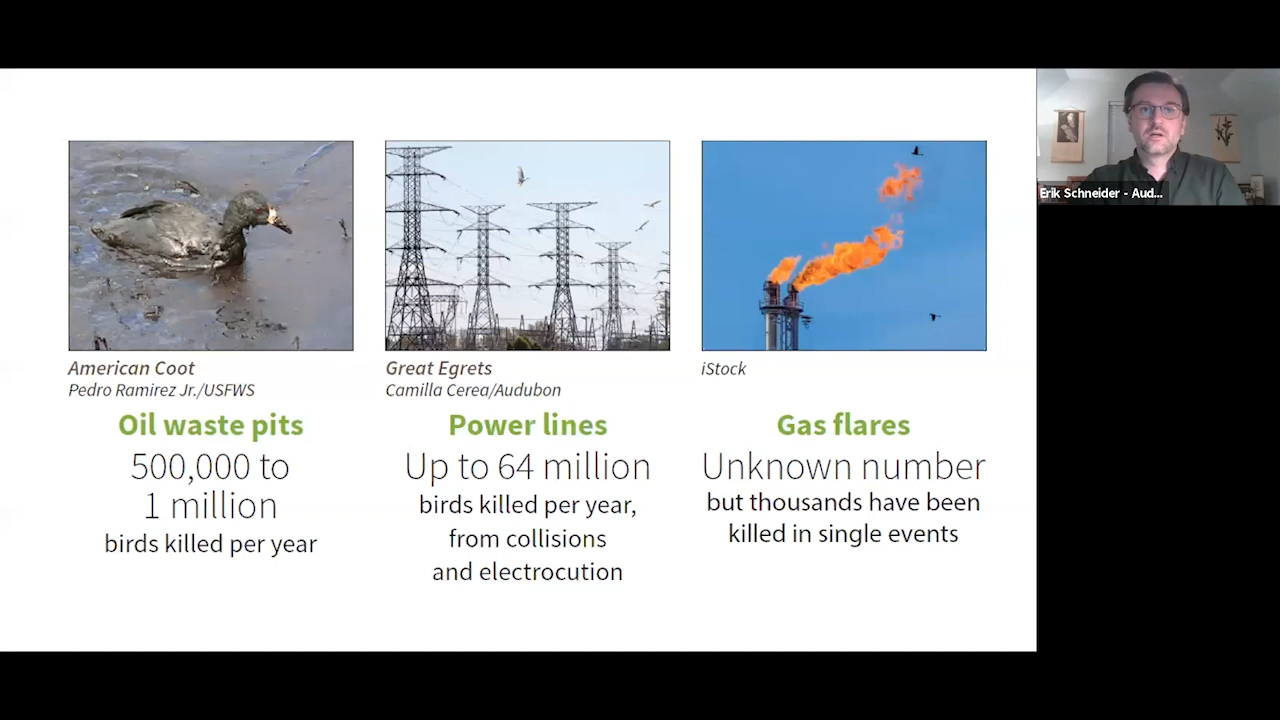 American Coot
Pedro Ramirez Jr./USFWS
Oil waste pits
500,000 to
1 million
birds killed per year
Great Egrets
Camilla Cerea/Audubon
Power lines
Up to 64 million
birds killed per year,
from collisions
and electrocution
iStock
Gas flares
Unknown number
but thousands have been
killed in single events
Erik Schneider - Aud...